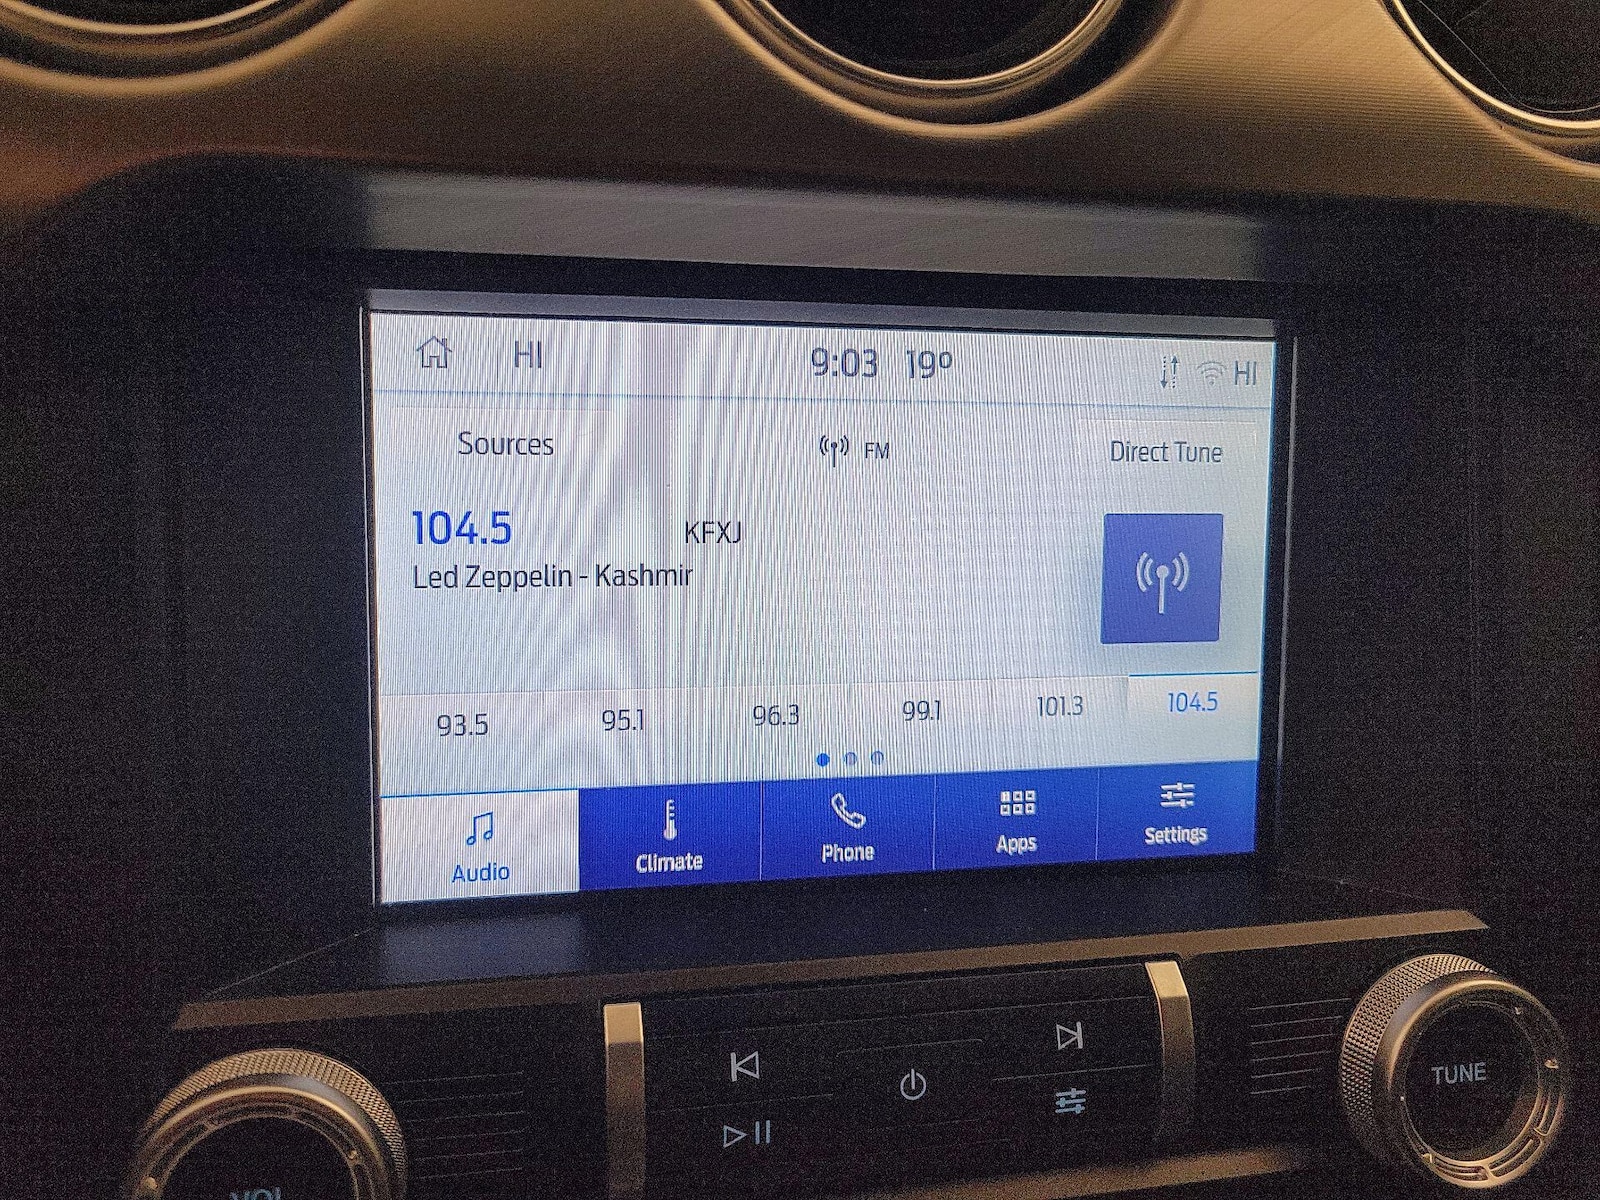 HI 9:03 19° HI
Sources FM Direct Tune
104.5 KFXJ
Led Zeppelin - Kashmir
93.5 95.1 96.3 99.1 101.3 104.5
Audio Climate Phone Apps Settings
TUNE
VOL